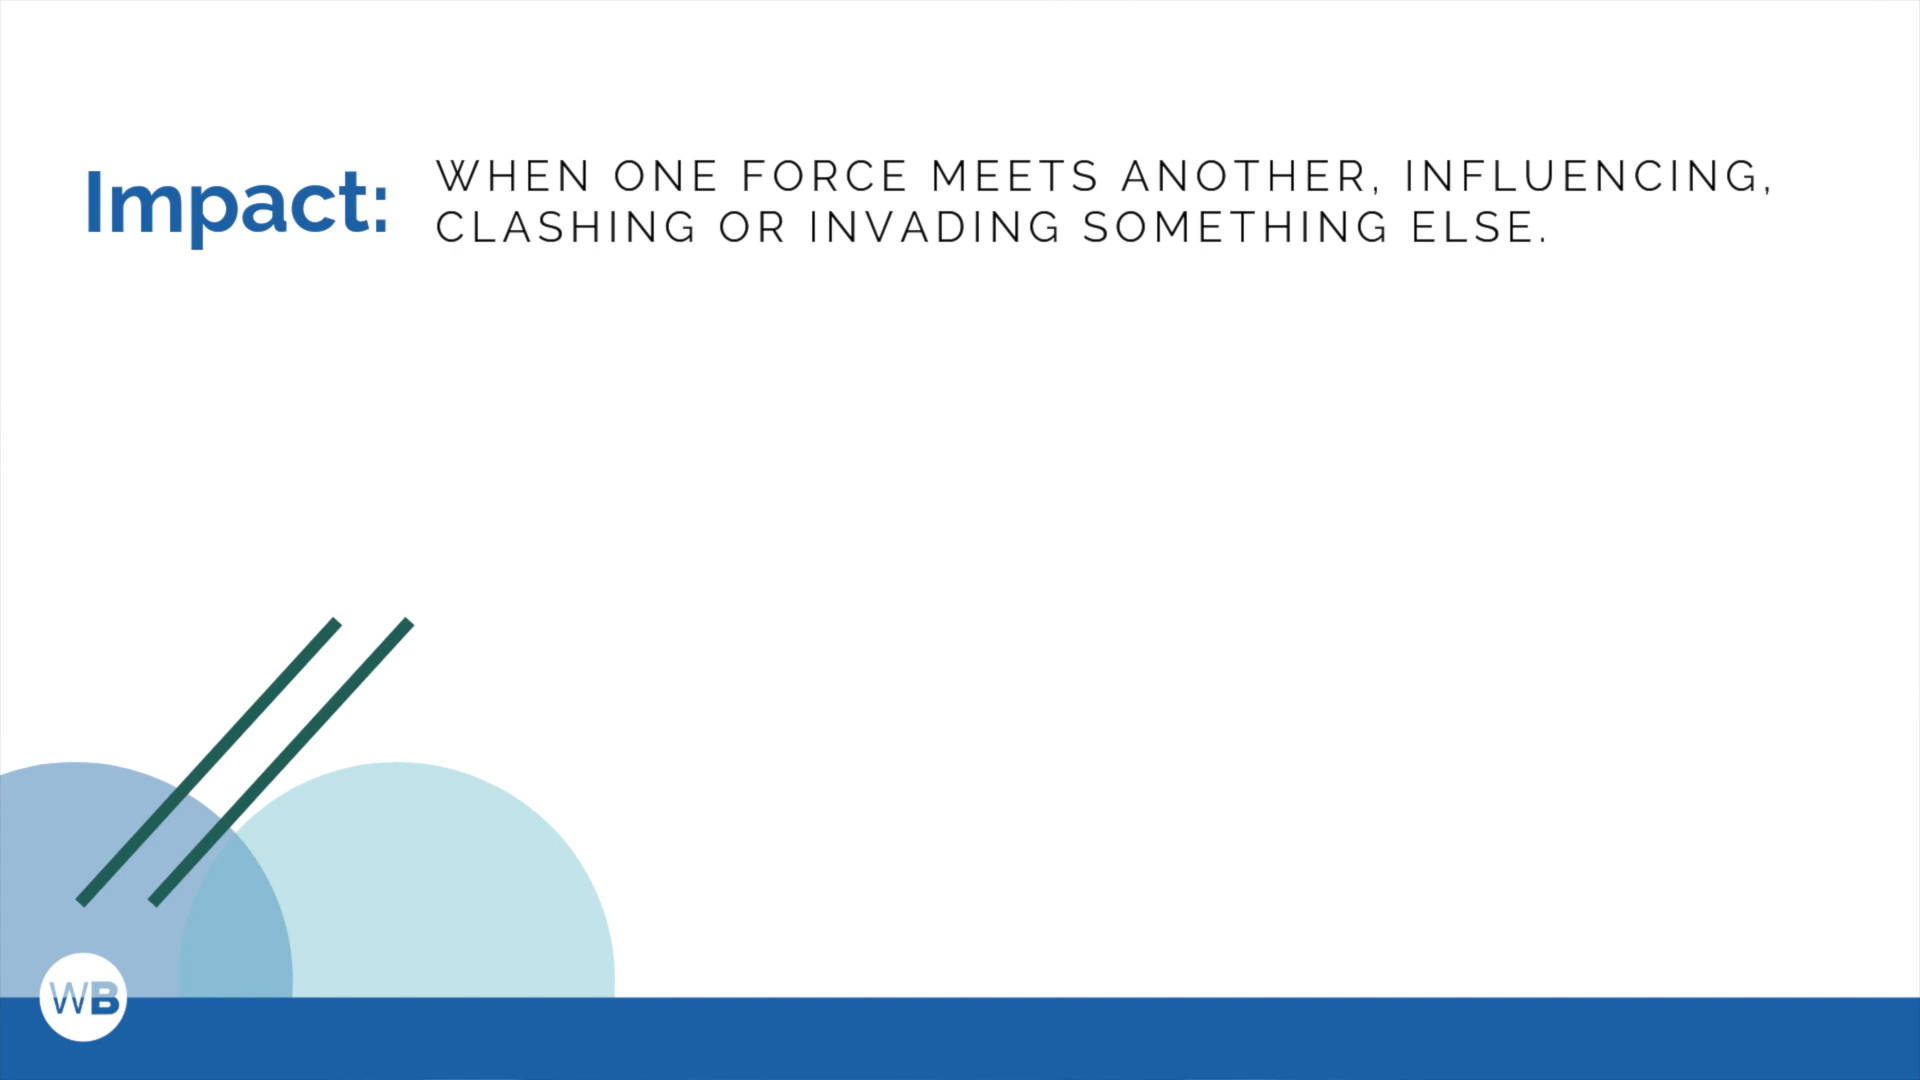 Impact:
WHEN ONE FORCE MEETS ANOTHER, INFLUENCING,
CLASHING OR INVADING SOMETHING ELSE.
WB